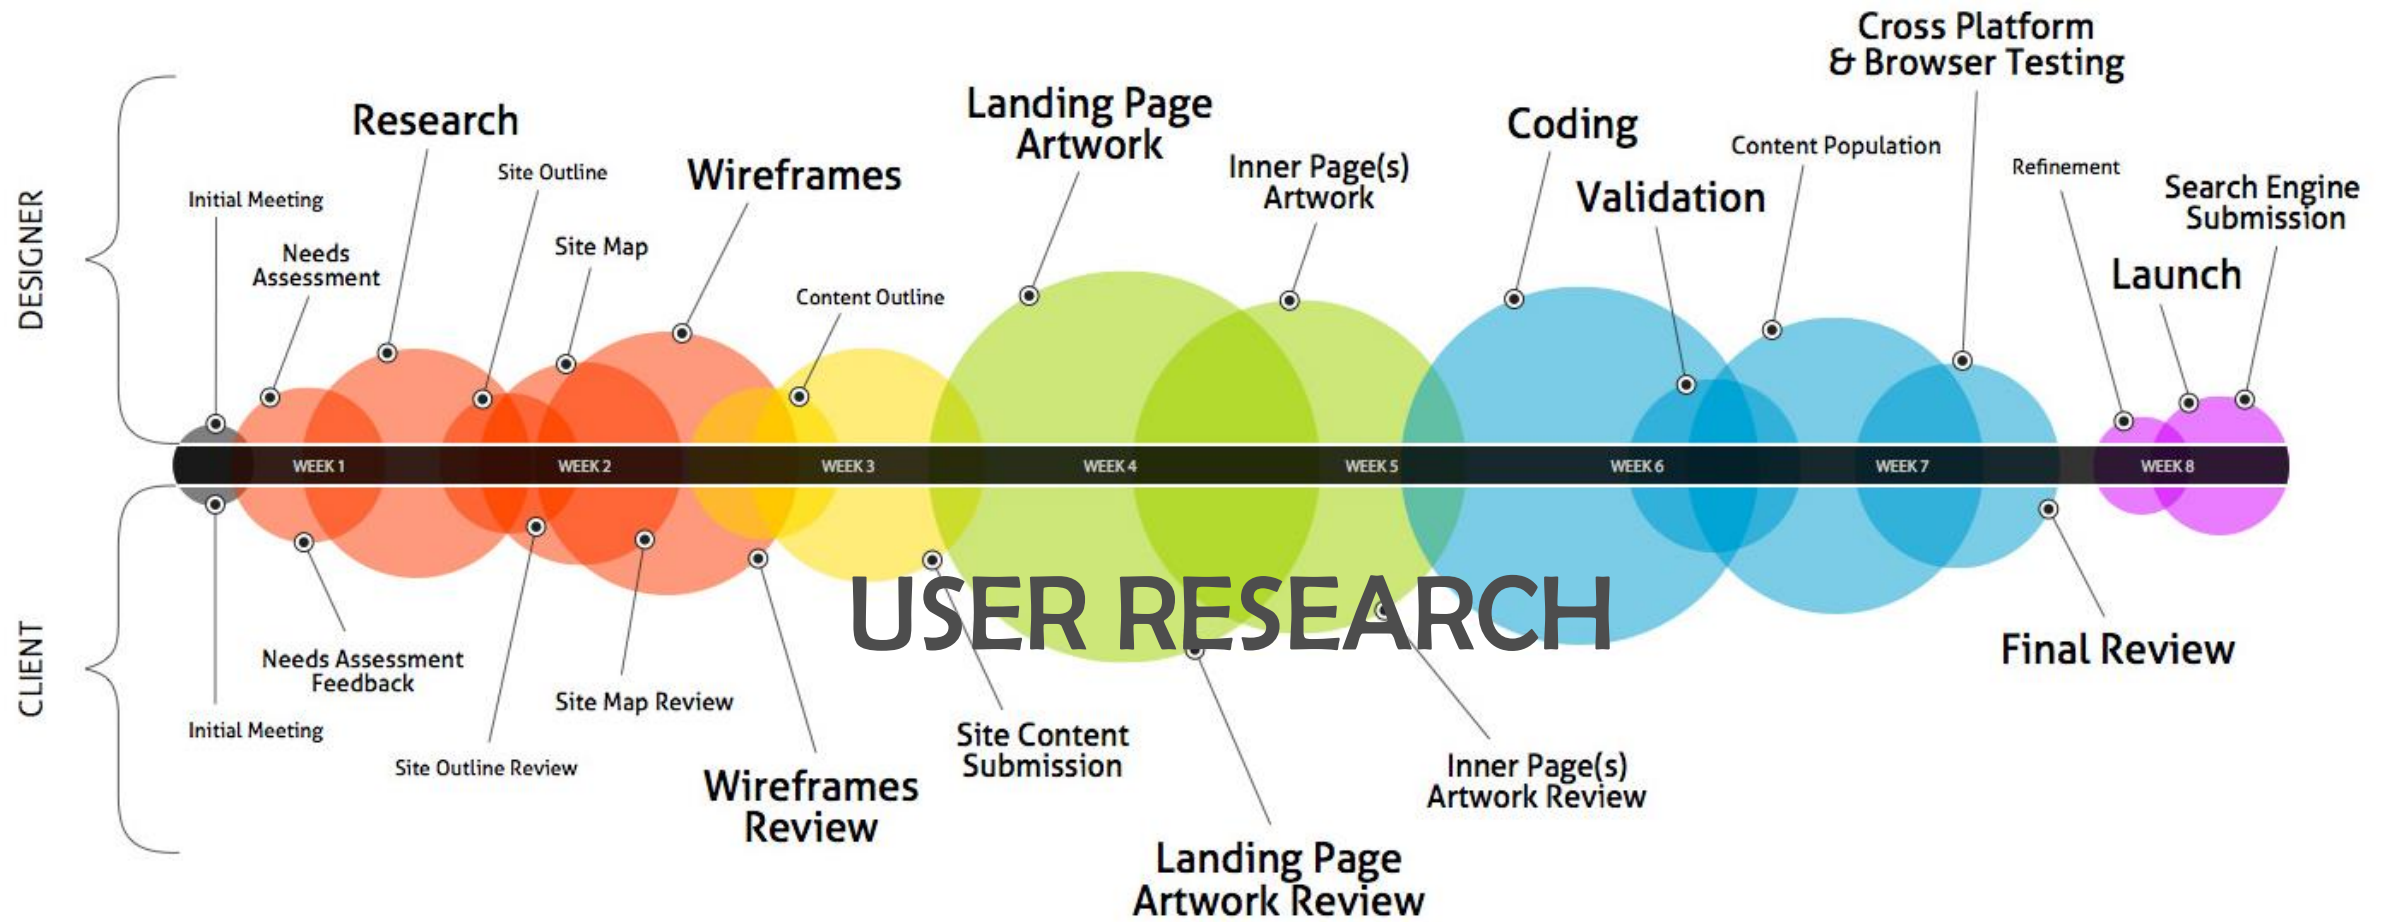 Cross Platform
& Browser Testing
Landing Page
Artwork
Research
Coding
Content Population
Inner Page(s)
Artwork
Site Outline
Wireframes
Refinement
Validation
Search Engine
Submission
Initial Meeting
Needs
Assessment
Site Map
Launch
Content Outline
DESIGNER
WEEK 1
WEEK 2
WEEK 3
WEEK 4
WEEK 5
WEEK 6
WEEK 7
WEEK 8
USER RESEARCH
CLIENT
Needs Assessment
Feedback
Final Review
Site Map Review
Initial Meeting
Site Content
Submission
Site Outline Review
Inner Page(s)
Artwork Review
Wireframes
Review
Landing Page
Artwork Review